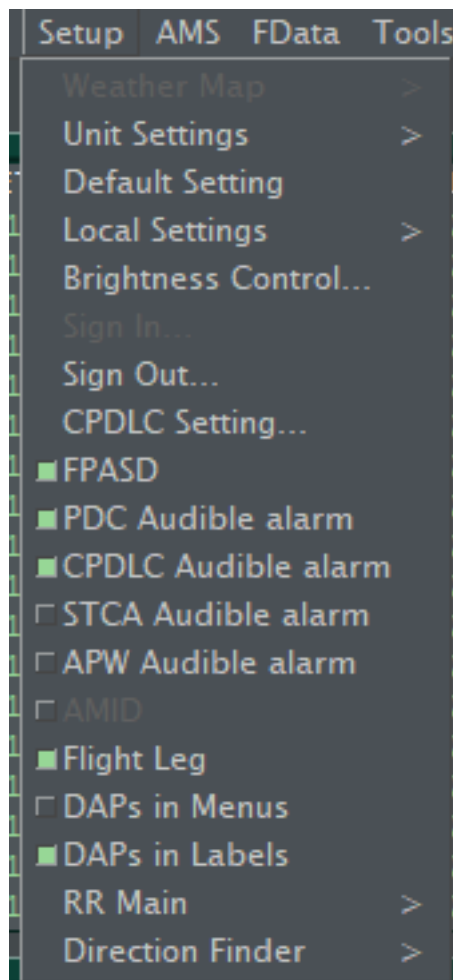 Setup AMS FData Tools
Weather Map >
Unit Settings >
Default Setting
Local Settings >
Brightness Control...
Sign In...
Sign Out...
CPDLC Setting...
FPASD
PDC Audible alarm
CPDLC Audible alarm
STCA Audible alarm
APW Audible alarm
AMID
Flight Leg
DAPs in Menus
DAPs in Labels
RR Main >
Direction Finder >